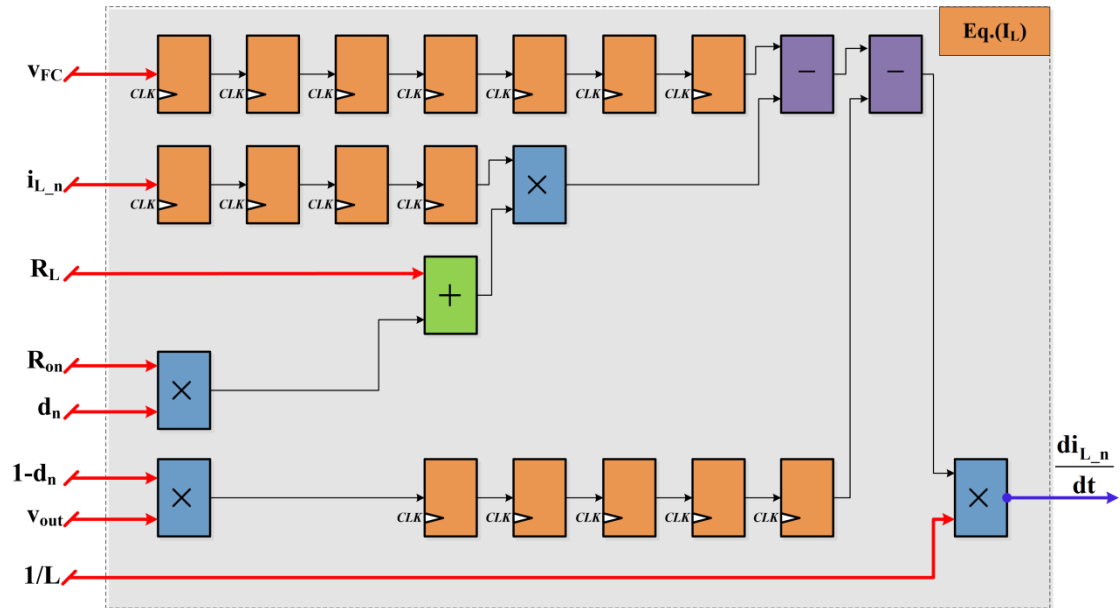 Eq.(I_L)
v_FC
CLK CLK CLK CLK CLK CLK CLK
− −
i_L_n
CLK CLK CLK CLK
×
R_L
+
R_on
×
d_n
1-d_n
×
v_out
CLK CLK CLK CLK CLK
×
di_L_n
dt
1/L